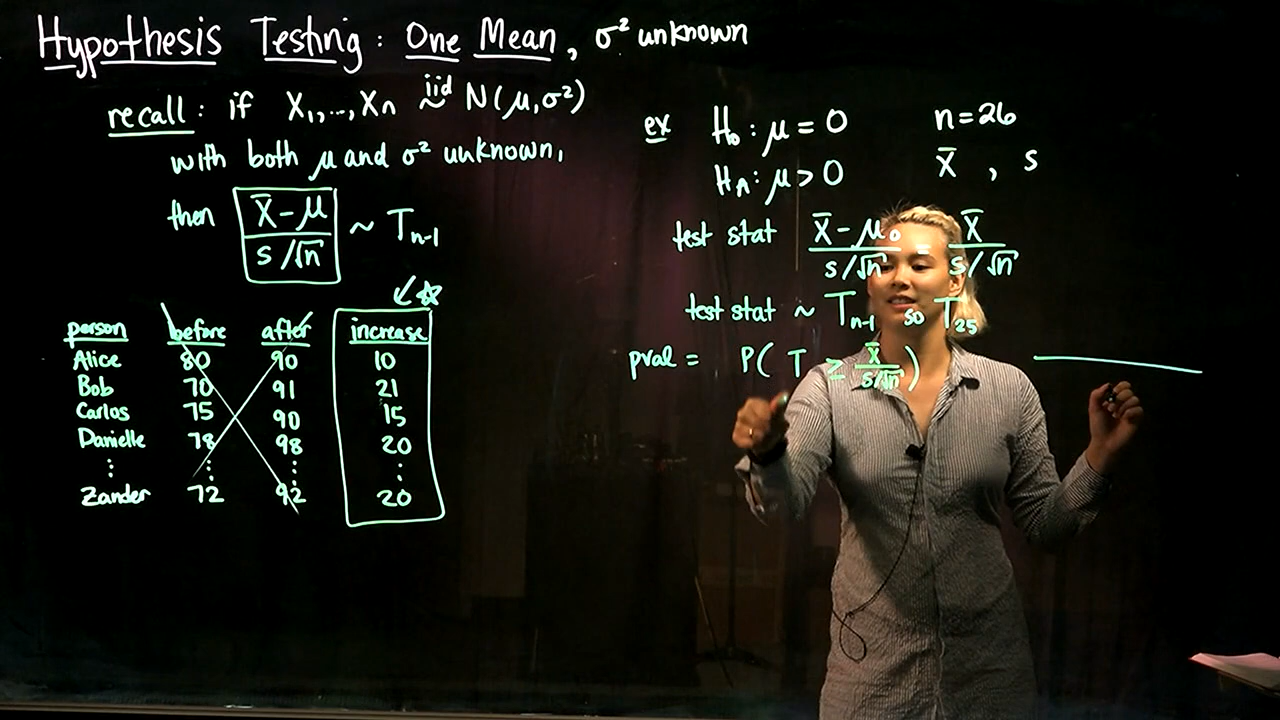 Hypothesis Testing: One Mean, σ² unknown
recall: if X₁,...,Xn iid ~ N(μ,σ²)
with both μ and σ² unknown,
then X̄-μ / s/√n ~ Tn-1
person before after increase
Alice 80 90 10
Bob 70 91 21
Carlos 75 90 15
Danielle 78 98 20
⋮ ⋮ ⋮ ⋮
Zander 72 92 20
ex H₀: μ = 0 n=26
H_A: μ > 0 X̄, s
test stat X̄-μ₀ / s/√n = X̄ / s/√n
test stat ~ Tn-1 so T25
pval = P( T ≥ X̄ / s/√n )